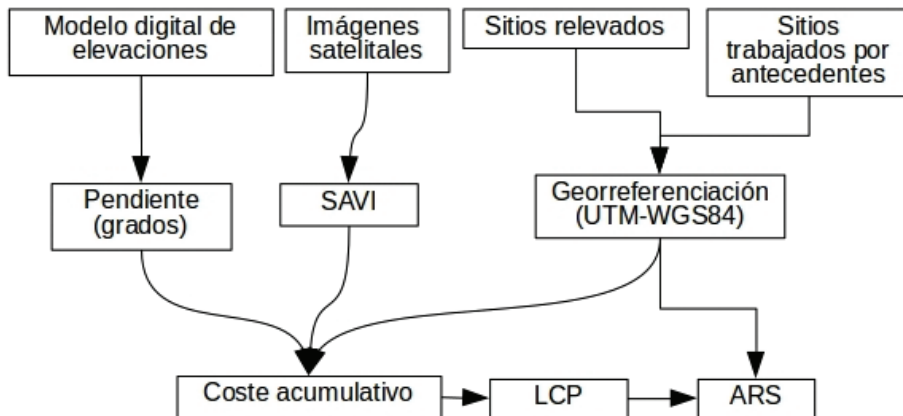 Modelo digital de
elevaciones
Imágenes
satelitales
Sitios relevados
Sitios
trabajados por
antecedentes
Pendiente
(grados)
SAVI
Georreferenciación
(UTM-WGS84)
Coste acumulativo
LCP
ARS